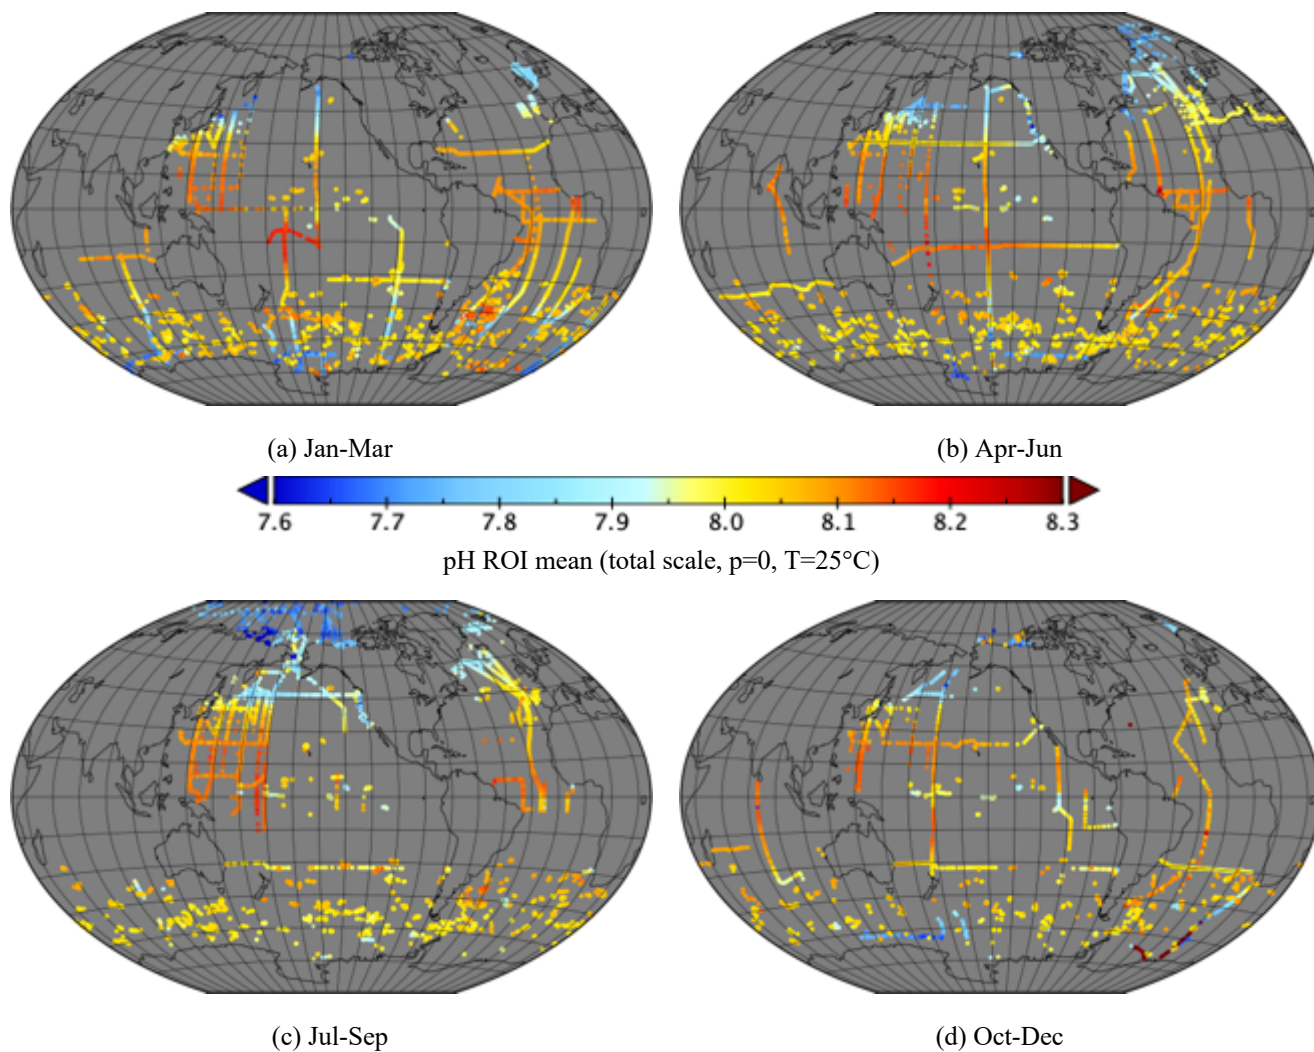 (a) Jan-Mar
(b) Apr-Jun
7.6 7.7 7.8 7.9 8.0 8.1 8.2 8.3
pH ROI mean (total scale, p=0, T=25°C)
(c) Jul-Sep
(d) Oct-Dec